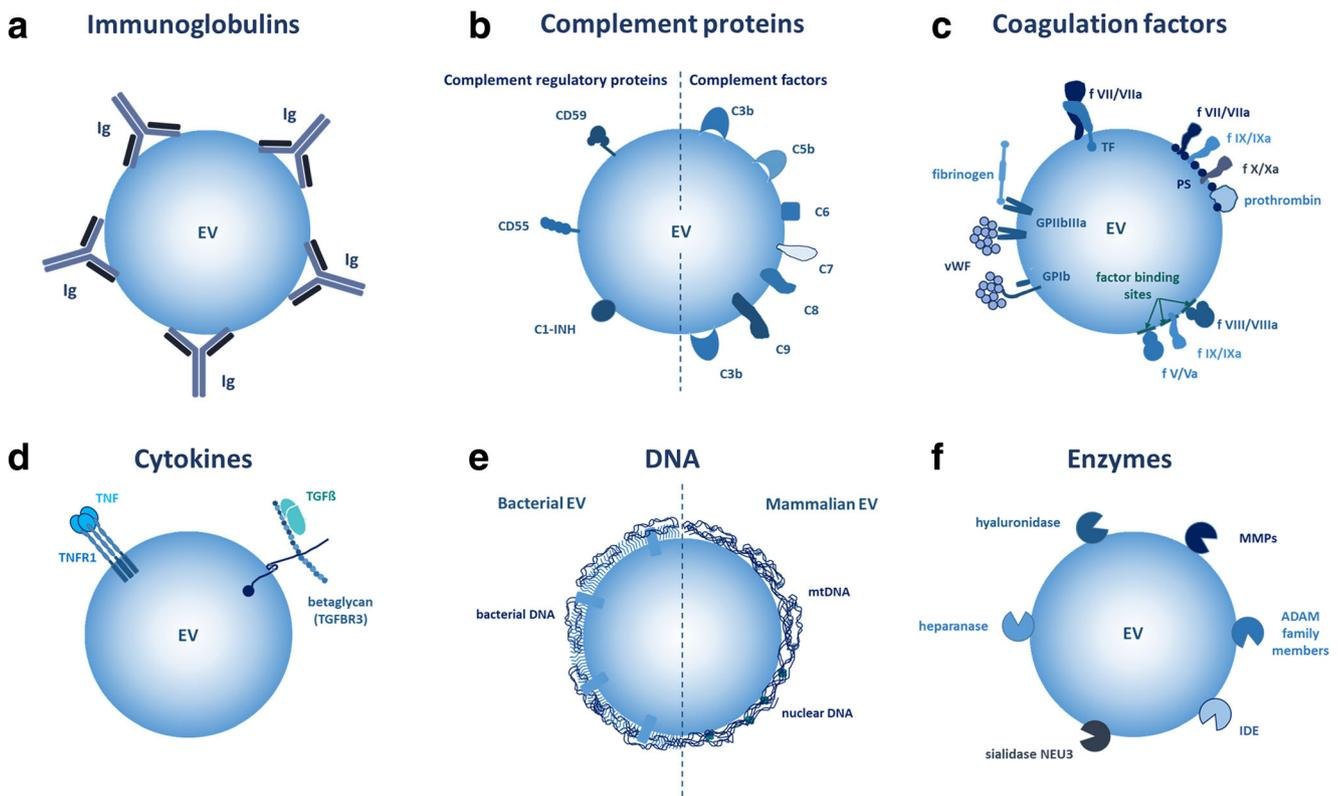 a Immunoglobulins
Ig
Ig
Ig
Ig
Ig
EV
b Complement proteins
Complement regulatory proteins
Complement factors
CD59
CD55
C1-INH
EV
C3b
C5b
C6
C7
C8
C9
C3b
c Coagulation factors
f VII/VIIa
TF
f VII/VIIa
f IX/IXa
f X/Xa
PS
prothrombin
fibrinogen
GPIIbIIIa
EV
vWF
GPIb
factor binding
sites
f VIII/VIIIa
f IX/IXa
f V/Va
d Cytokines
TNF
TNFR1
TGFß
betaglycan
(TGFBR3)
EV
e DNA
Bacterial EV
Mammalian EV
bacterial DNA
mtDNA
nuclear DNA
f Enzymes
hyaluronidase
MMPs
heparanase
EV
ADAM
family
members
IDE
sialidase NEU3